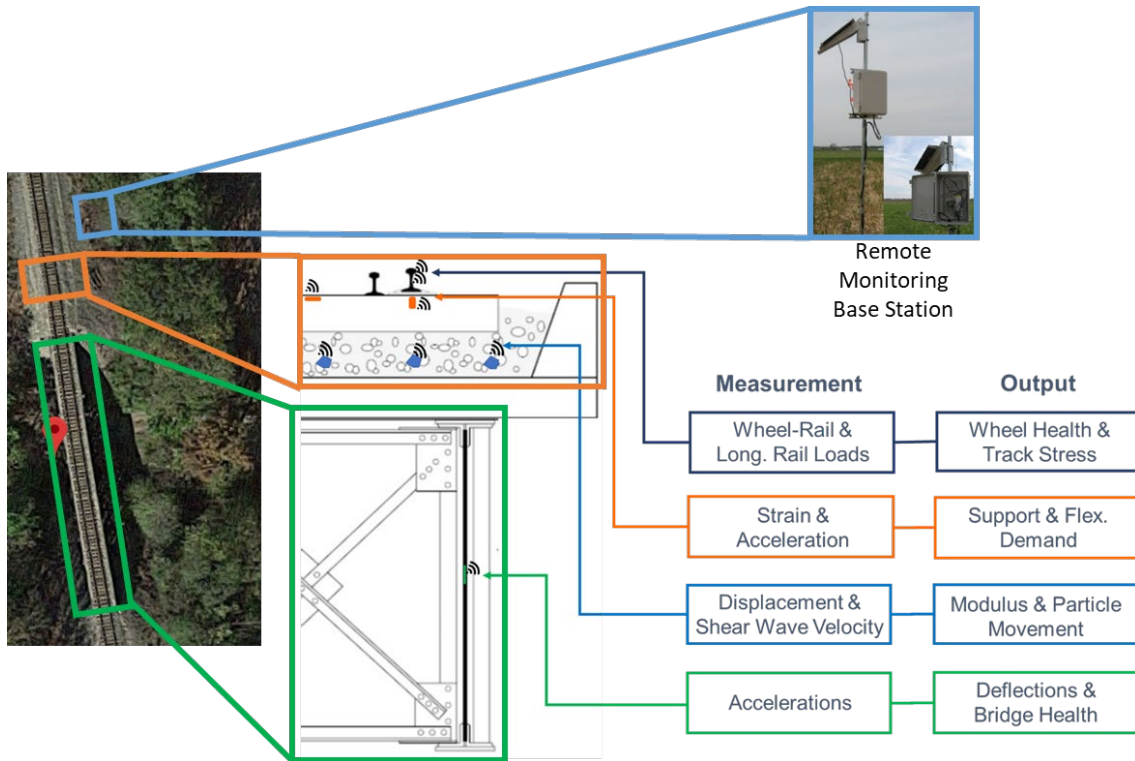 Remote
Monitoring
Base Station
Measurement
Output
Wheel-Rail &
Long. Rail Loads
Wheel Health &
Track Stress
Strain &
Acceleration
Support & Flex.
Demand
Displacement &
Shear Wave Velocity
Modulus & Particle
Movement
Accelerations
Deflections &
Bridge Health